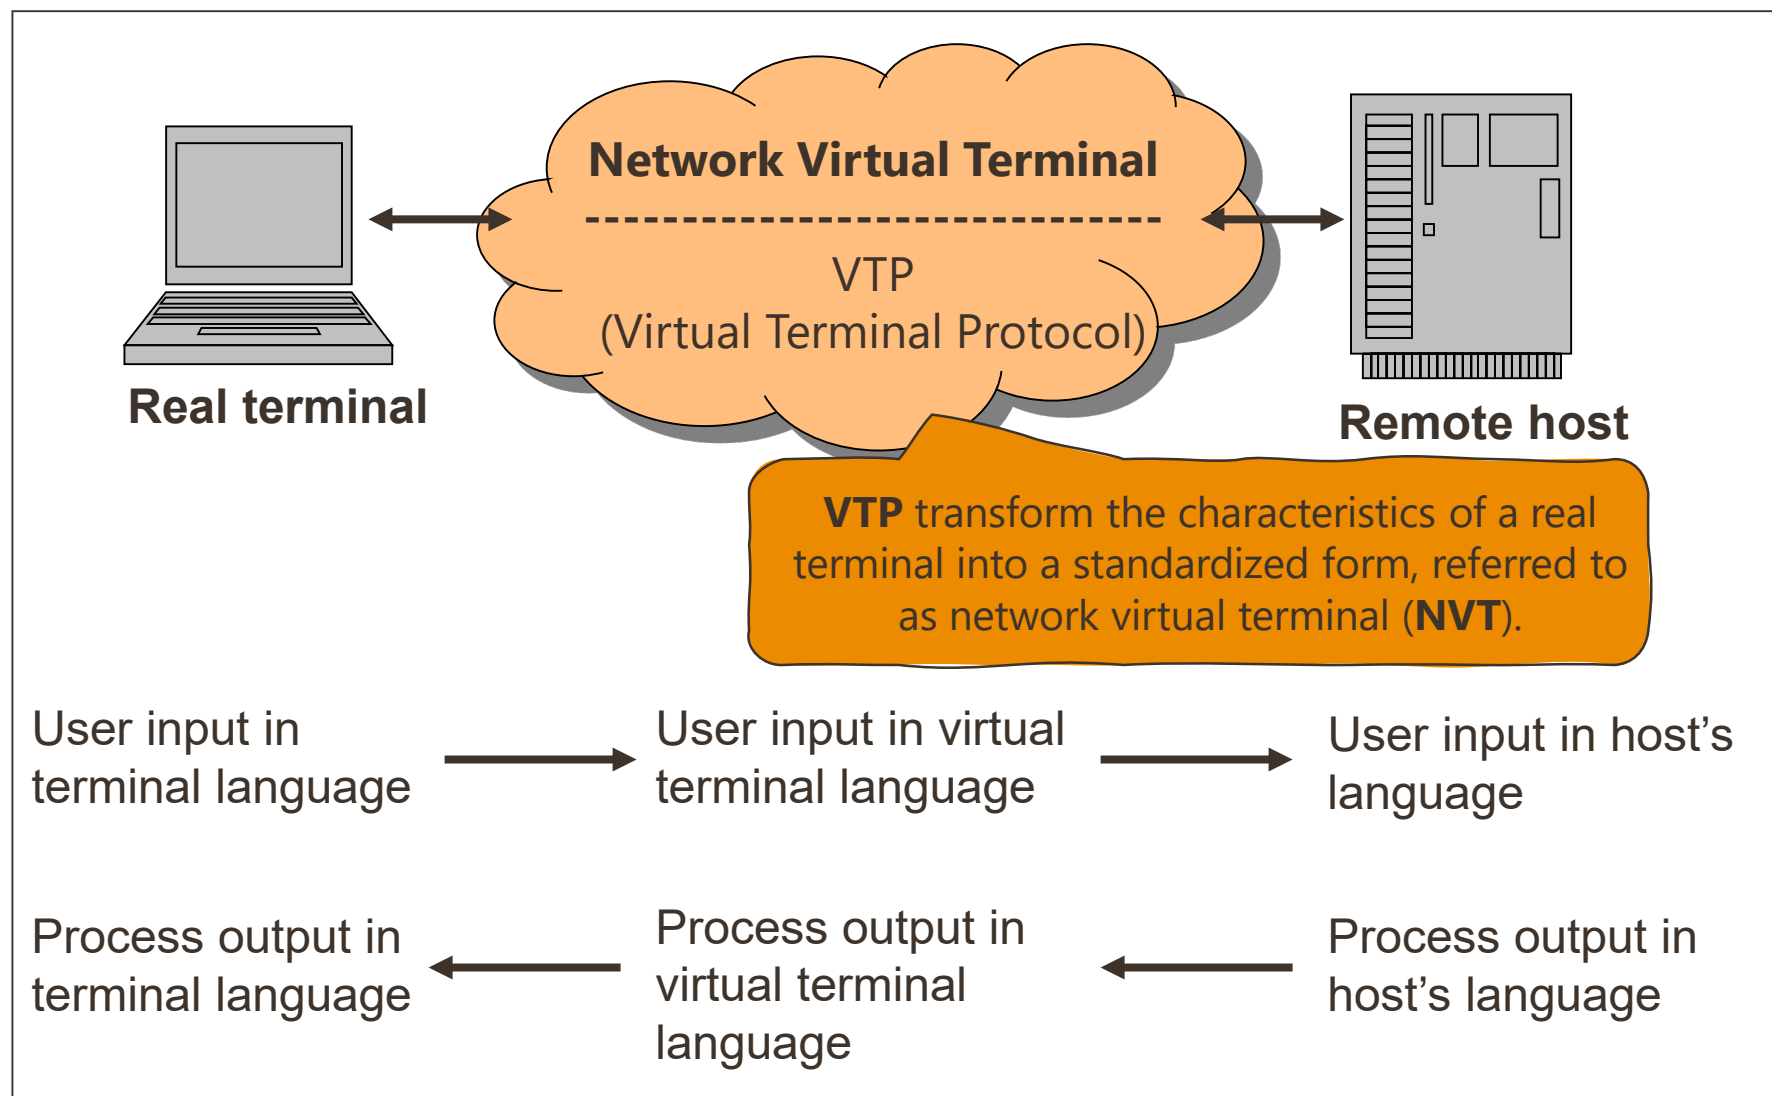 Network Virtual Terminal
VTP
(Virtual Terminal Protocol)
Real terminal
Remote host
VTP transform the characteristics of a real
terminal into a standardized form, referred to
as network virtual terminal (NVT).
User input in
terminal language
User input in virtual
terminal language
User input in host’s
language
Process output in
terminal language
Process output in
virtual terminal
language
Process output in
host’s language